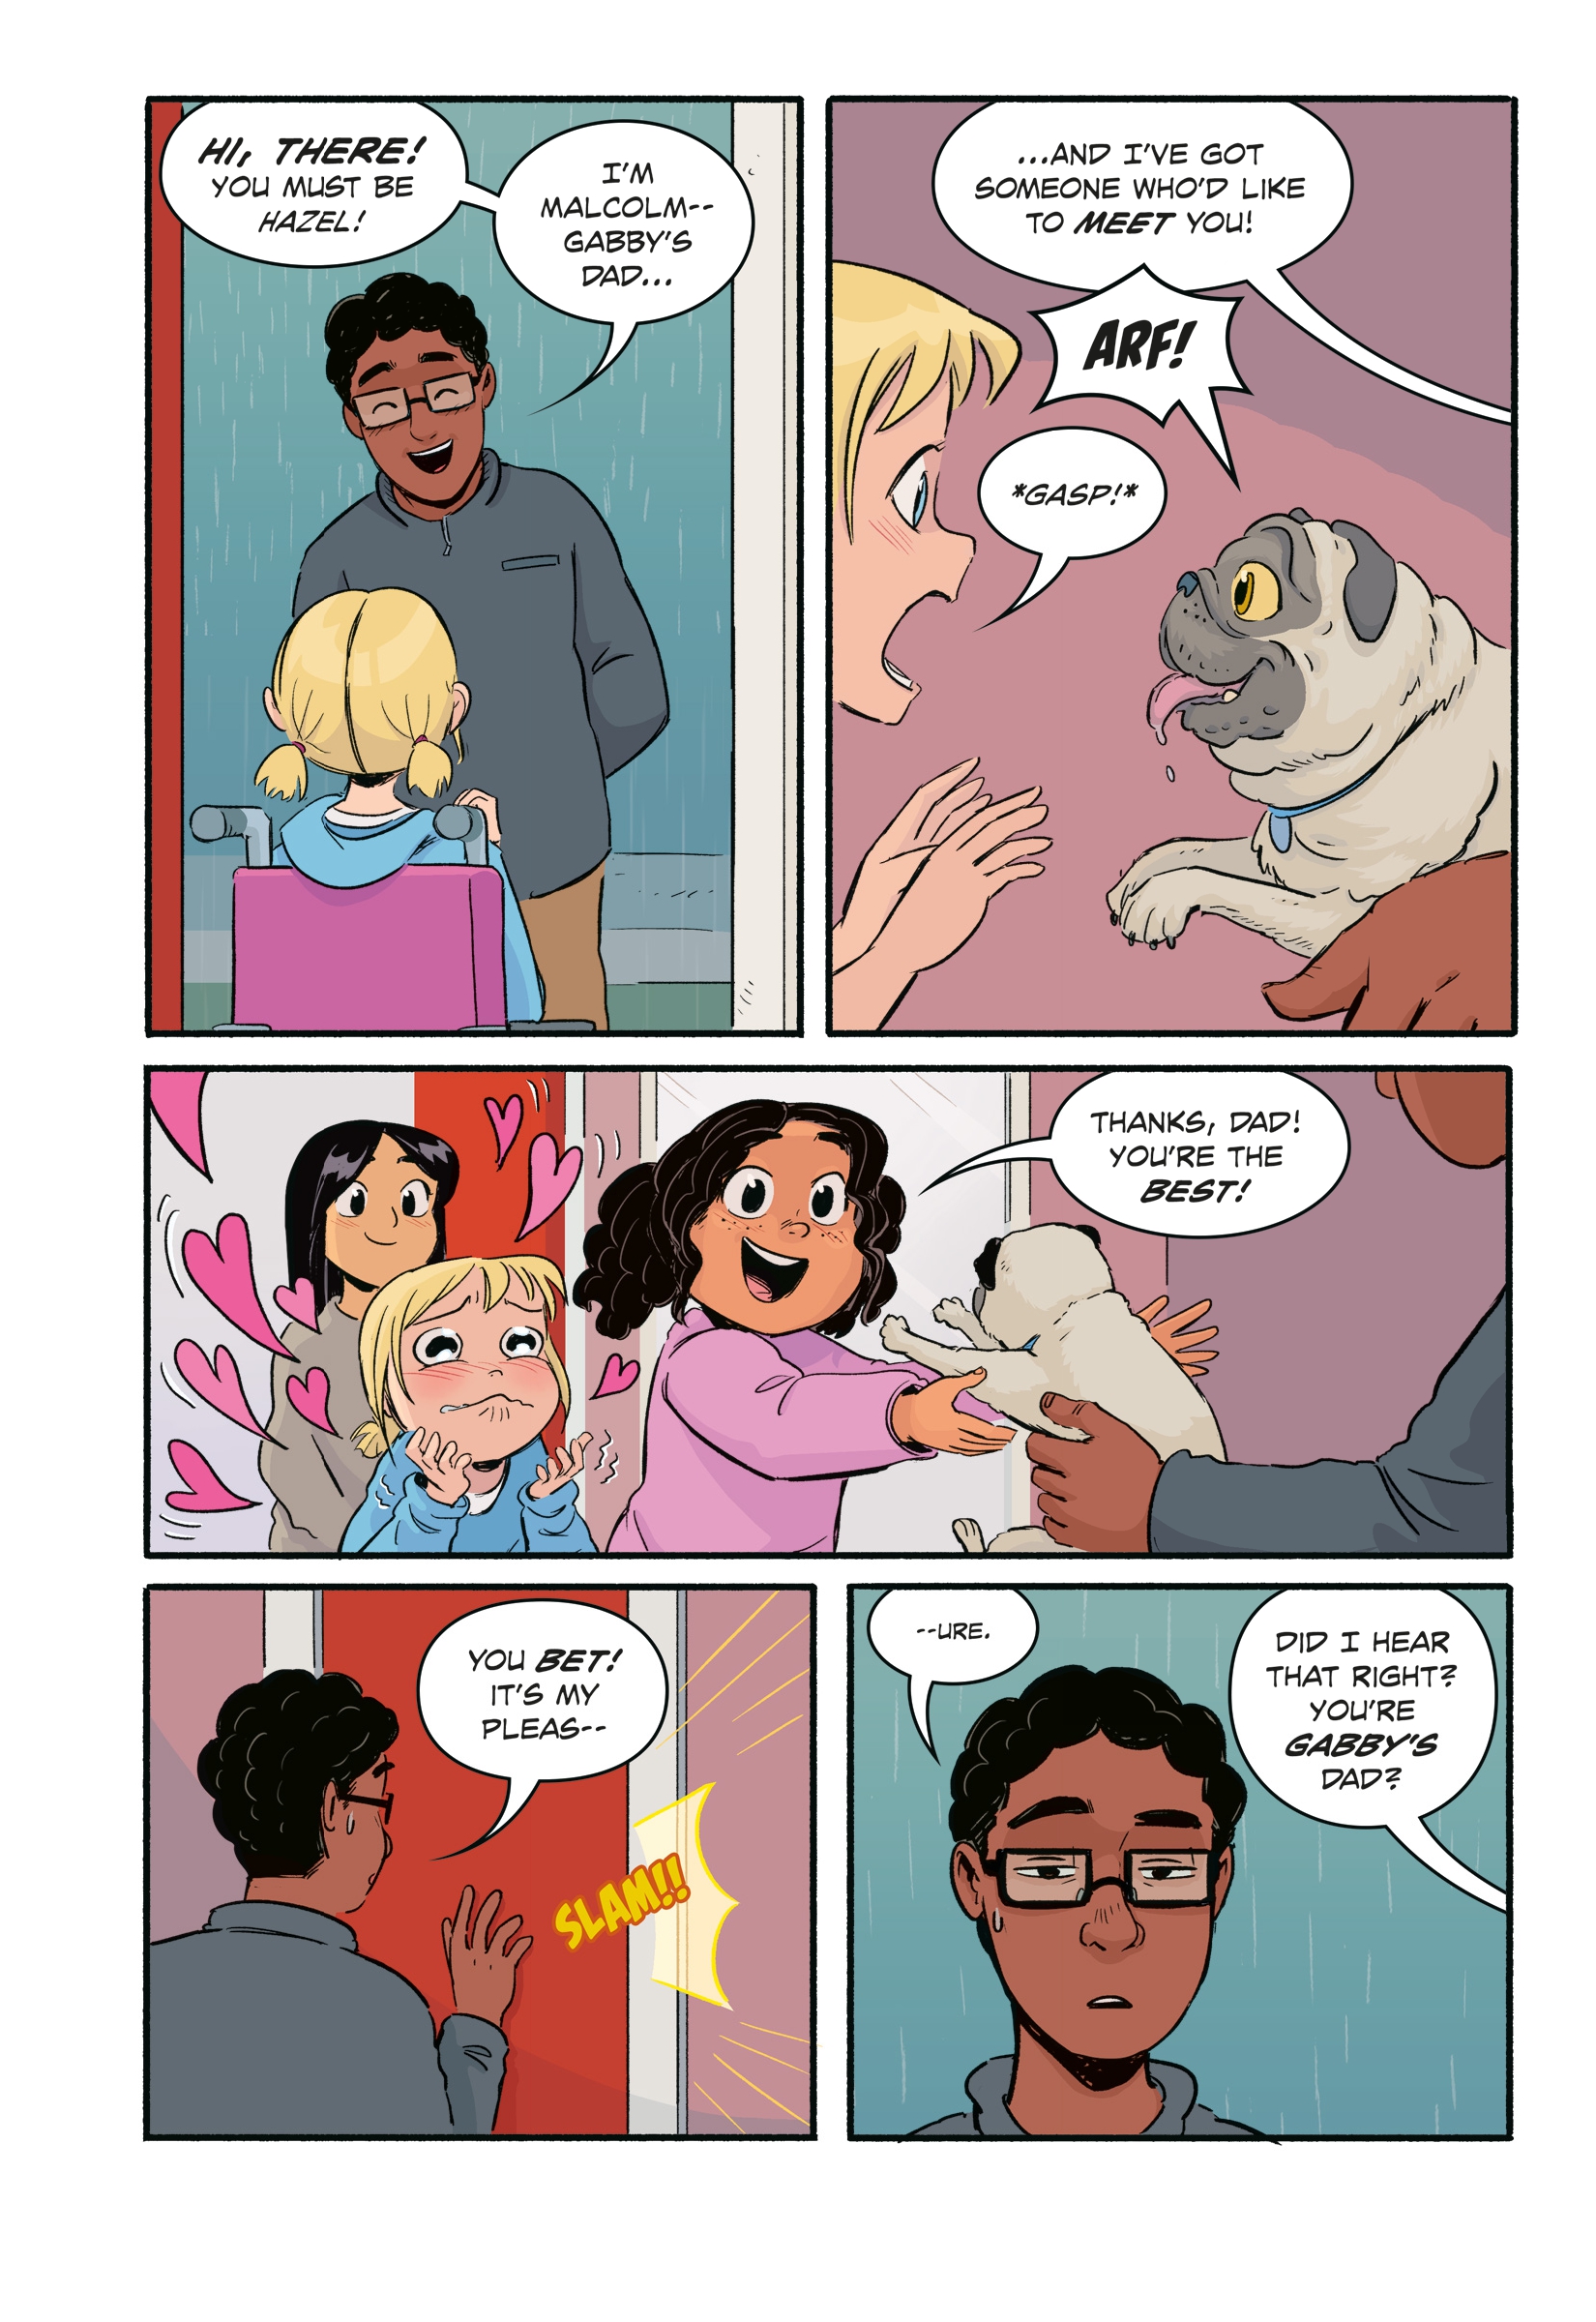 HI, THERE!
YOU MUST BE
HAZEL!
I'M
MALCOLM--
GABBY'S
DAD...
...AND I'VE GOT
SOMEONE WHO'D LIKE
TO MEET YOU!
ARF!
*GASP!*
THANKS, DAD!
YOU'RE THE
BEST!
YOU BET!
IT'S MY
PLEAS--
SLAM!!
--URE.
DID I HEAR
THAT RIGHT?
YOU'RE
GABBY'S
DAD?